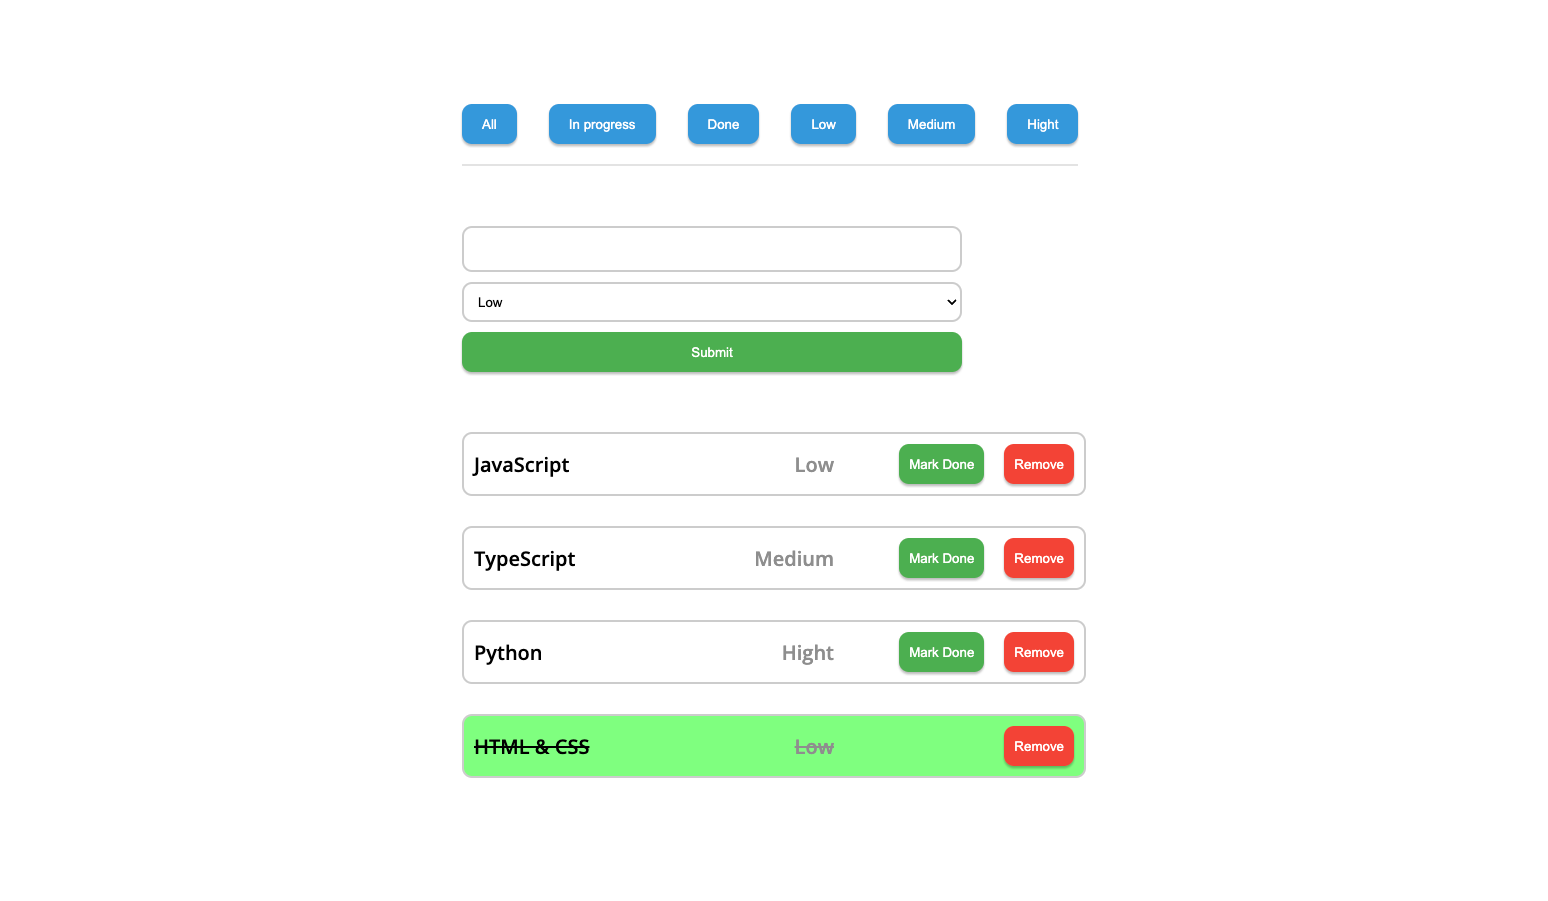 All In progress Done Low Medium Hight
Low
Submit
JavaScript Low Mark Done Remove
TypeScript Medium Mark Done Remove
Python Hight Mark Done Remove
HTML & CSS Low Remove